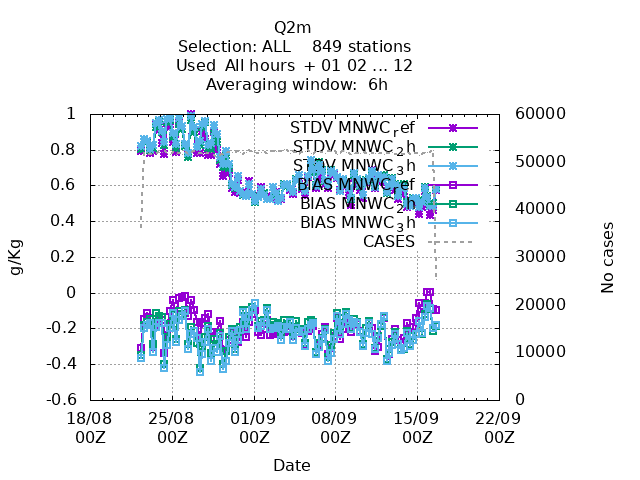 Q2m
Selection: ALL    849 stations
Used  All hours  + 01 02 ... 12
Averaging window:  6h
1
0.8
0.6
0.4
0.2
0
-0.2
-0.4
-0.6
g/Kg
60000
50000
40000
30000
20000
10000
0
No cases
STDV MNWC_ref
STDV MNWC_2h
STDV MNWC_3h
BIAS MNWC_ref
BIAS MNWC_2h
BIAS MNWC_3h
CASES
18/08 25/08 01/09 08/09 15/09 22/09
00Z 00Z 00Z 00Z 00Z 00Z
Date